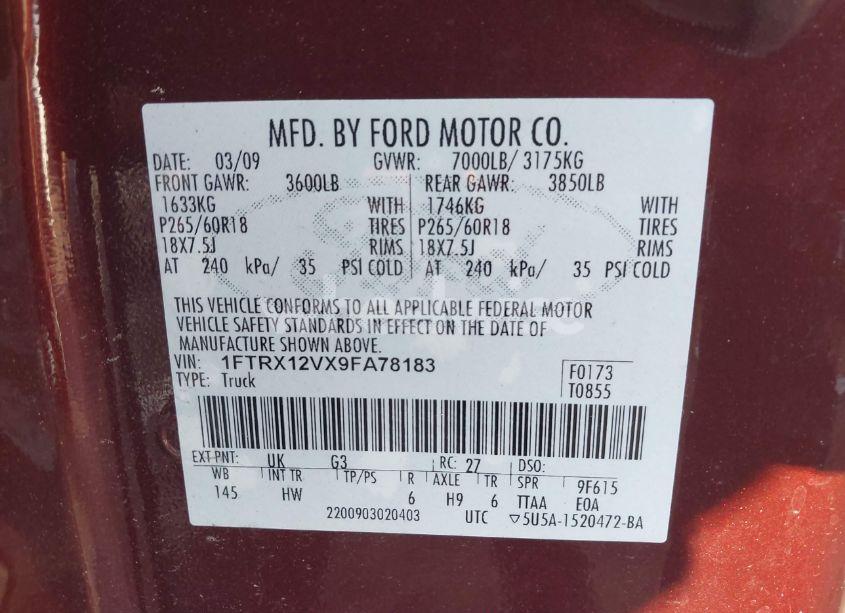 MFD. BY FORD MOTOR CO.
DATE: 03/09 GVWR: 7000LB/ 3175KG
FRONT GAWR: 3600LB REAR GAWR: 3850LB
1633KG WITH 1746KG WITH
P265/60R18 TIRES P265/60R18 TIRES
18X7.5J RIMS 18X7.5J RIMS
AT 240 kPa/ 35 PSI COLD AT 240 kPa/ 35 PSI COLD
THIS VEHICLE CONFORMS TO ALL APPLICABLE FEDERAL MOTOR
VEHICLE SAFETY STANDARDS IN EFFECT ON THE DATE OF
MANUFACTURE SHOWN ABOVE.
VIN: 1FTRX12VX9FA78183 F0173
TYPE: Truck T0855
EXT PNT: UK G3 RC: 27 DSO:
WB INT TR TP/PS R AXLE TR SPR 9F615
145 HW 6 H9 6 TTAA E0A
2200903020403 UTC ▽5U5A-1520472-BA